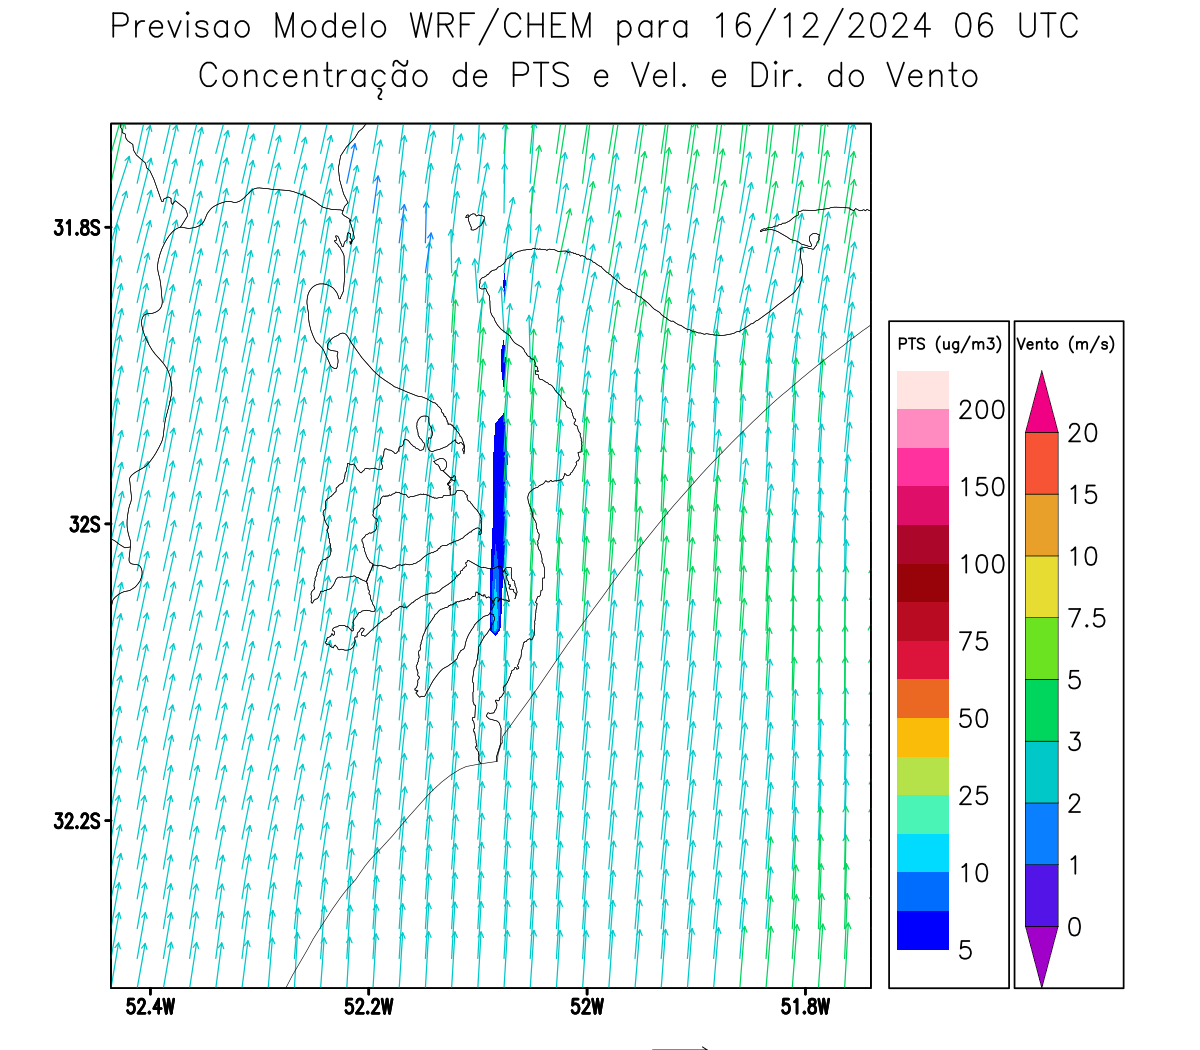 Previsao Modelo WRF/CHEM para 16/12/2024 06 UTC
Concentração de PTS e Vel. e Dir. do Vento
31.8S
32S
32.2S
52.4W 52.2W 52W 51.8W
PTS (ug/m3)
200
150
100
75
50
25
10
5
Vento (m/s)
20
15
10
7.5
5
3
2
1
0